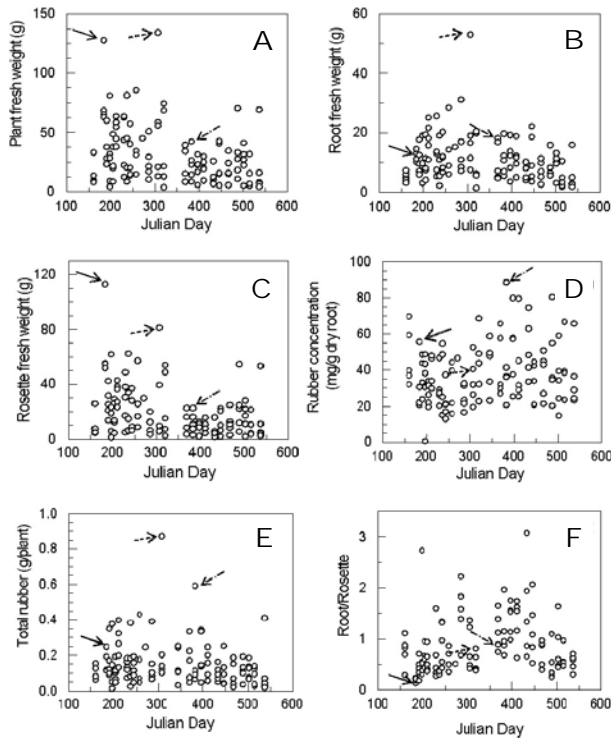 A
Plant fresh weight (g)
150
100
50
0
100 200 300 400 500 600
Julian Day
B
Root fresh weight (g)
60
40
20
0
100 200 300 400 500 600
Julian Day
C
Rosette fresh weight (g)
120
80
40
0
100 200 300 400 500 600
Julian Day
D
Rubber concentration
(mg/g dry root)
100
80
60
40
20
0
100 200 300 400 500 600
Julian Day
E
Total rubber (g/plant)
1.0
0.8
0.6
0.4
0.2
0.0
100 200 300 400 500 600
Julian Day
F
Root/Rosette
3
2
1
0
100 200 300 400 500 600
Julian Day